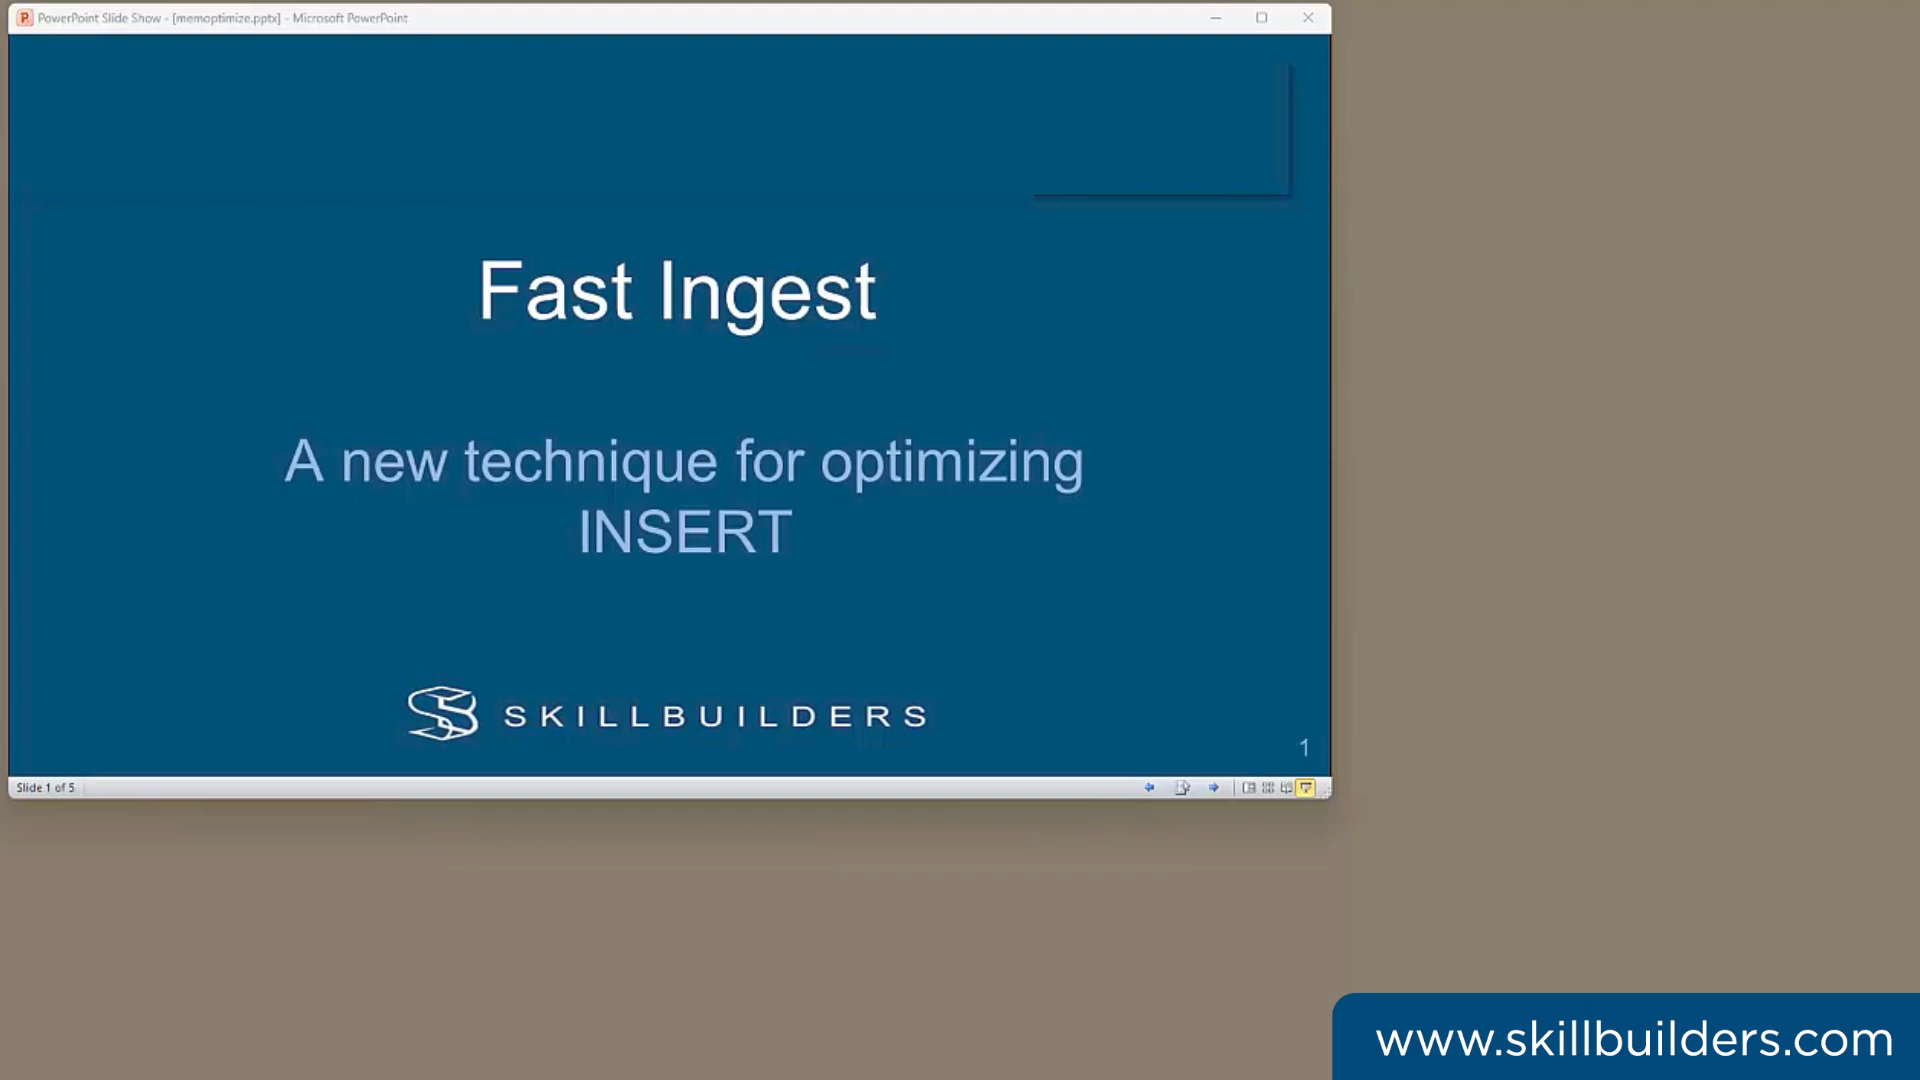 PowerPoint Slide Show - [memoptimize.pptx] - Microsoft PowerPoint
Fast Ingest
A new technique for optimizing
INSERT
SKILLBUILDERS
1
Slide 1 of 5
www.skillbuilders.com